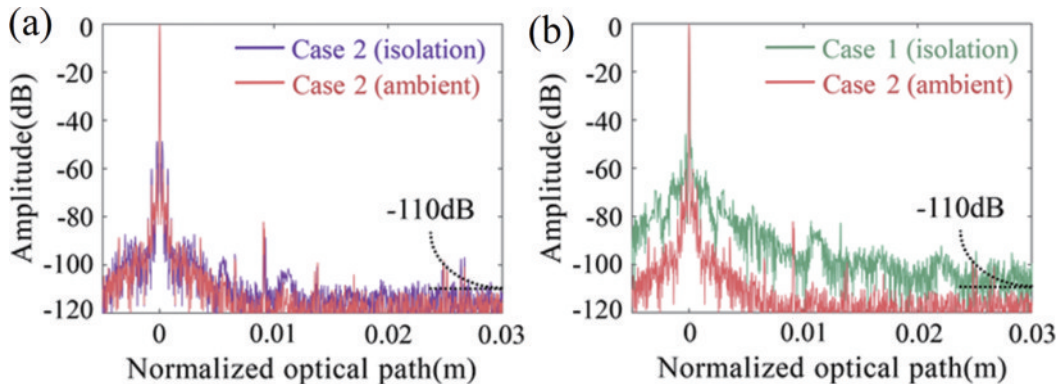 (a)
Amplitude(dB)
0
-20
-40
-60
-80
-100
-120
Case 2 (isolation)
Case 2 (ambient)
-110dB
0
0.01
0.02
0.03
Normalized optical path(m)
(b)
Amplitude(dB)
0
-20
-40
-60
-80
-100
-120
Case 1 (isolation)
Case 2 (ambient)
-110dB
0
0.01
0.02
0.03
Normalized optical path(m)